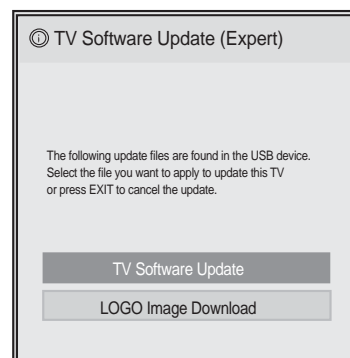 TV Software Update (Expert)
The following update files are found in the USB device.
Select the file you want to apply to update this TV
or press EXIT to cancel the update.
TV Software Update
LOGO Image Download